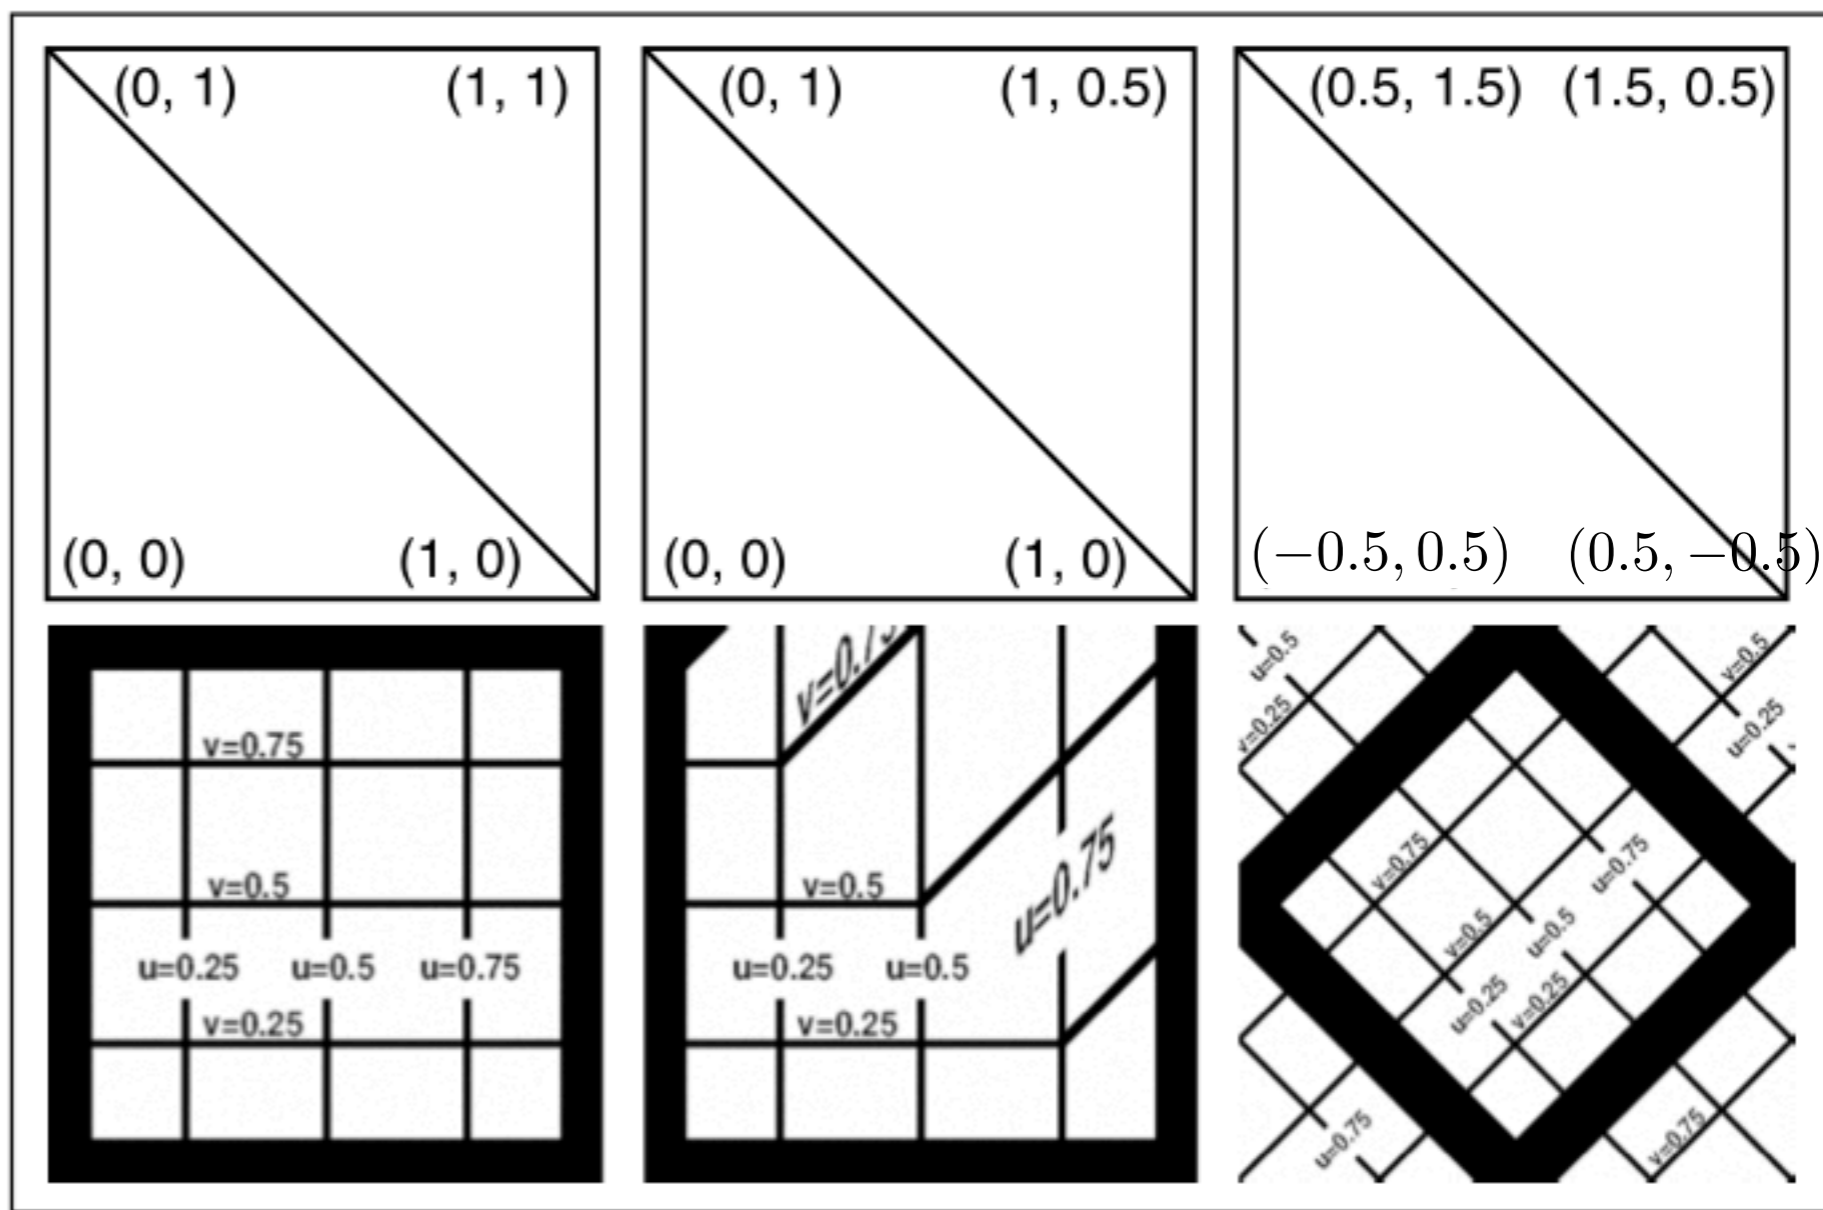 (0, 1) (1, 1)
(0, 0) (1, 0)
(0, 1) (1, 0.5)
(0, 0) (1, 0)
(0.5, 1.5) (1.5, 0.5)
(−0.5, 0.5) (0.5, −0.5)
v=0.75
v=0.5
u=0.25 u=0.5 u=0.75
v=0.25
v=0.75
v=0.5
u=0.75
u=0.25 u=0.5
v=0.25
u=0.5
v=0.25
v=0.5
u=0.25
v=0.75
u=0.75
v=0.5
u=0.5
u=0.25
v=0.25
u=0.75
v=0.75